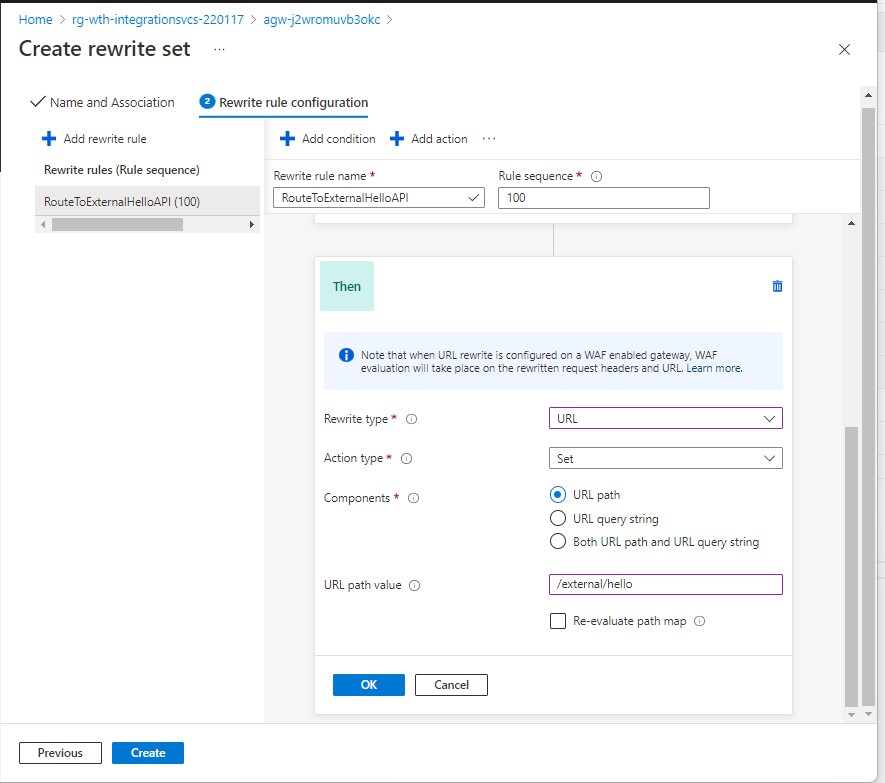 Home > rg-wth-integrationsvcs-220117 > agw-j2wromuvb3okc >
Create rewrite set ...
Name and Association
2 Rewrite rule configuration
Add rewrite rule
Add condition
Add action ...
Rewrite rules (Rule sequence)
RouteToExternalHelloAPI (100)
Rewrite rule name *
Rule sequence *
RouteToExternalHelloAPI
100
Then
Note that when URL rewrite is configured on a WAF enabled gateway, WAF
evaluation will take place on the rewritten request headers and URL. Learn more.
Rewrite type *
URL
Action type *
Set
Components *
URL path
URL query string
Both URL path and URL query string
URL path value
/external/hello
Re-evaluate path map
OK
Cancel
Previous
Create